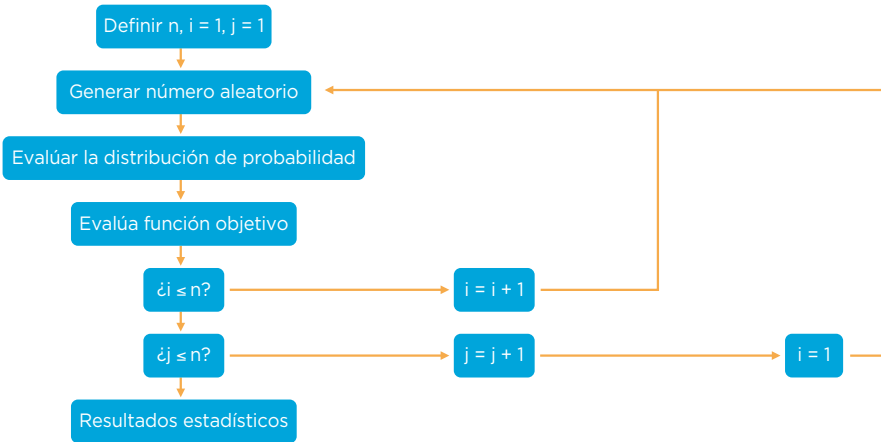 Definir n, i = 1, j = 1
Generar número aleatorio
Evalúar la distribución de probabilidad
Evalúa función objetivo
¿i ≤ n?
i = i + 1
¿j ≤ n?
j = j + 1
i = 1
Resultados estadísticos